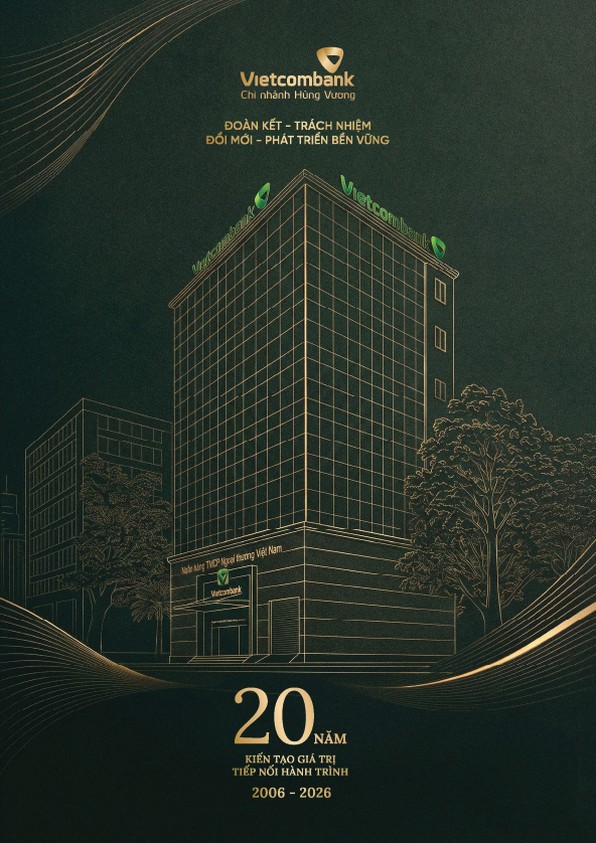 Vietcombank
Chi nhánh Hùng Vương
ĐOÀN KẾT - TRÁCH NHIỆM
ĐỔI MỚI - PHÁT TRIỂN BỀN VỮNG
Vietcombank
Vietcombank
Ngân hàng TMCP Ngoại thương Việt Nam
Vietcombank
20 NĂM
KIẾN TẠO GIÁ TRỊ
TIẾP NỐI HÀNH TRÌNH
2006 - 2026